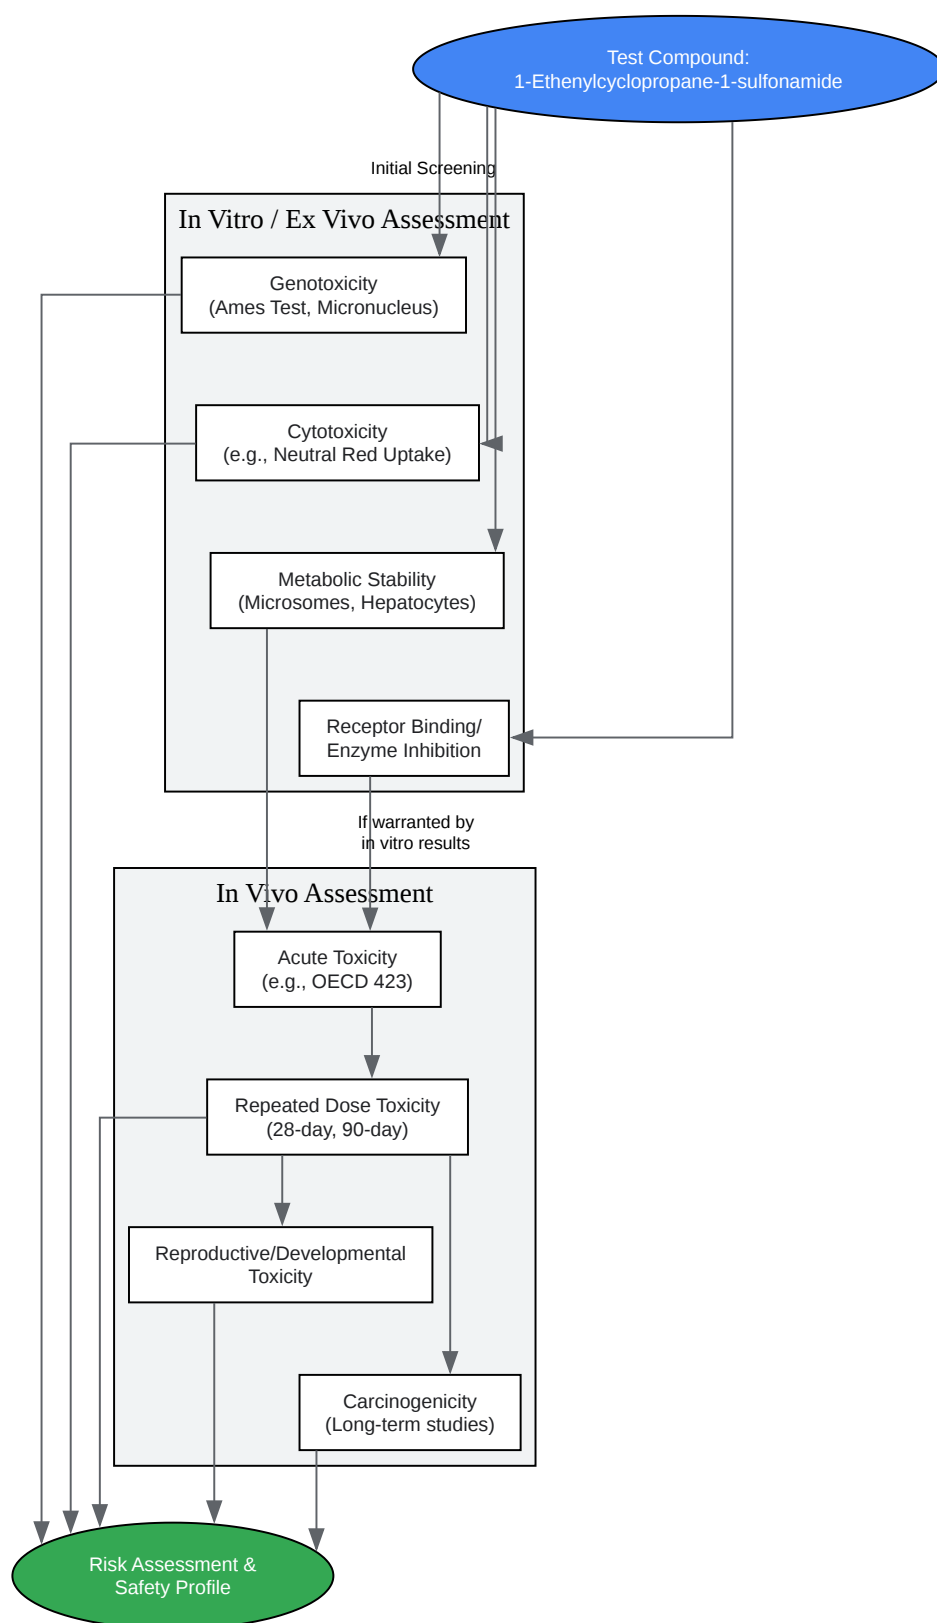 Test Compound:
1-Ethenylcyclopropane-1-sulfonamide
Initial Screening
In Vitro / Ex Vivo Assessment
Genotoxicity
(Ames Test, Micronucleus)
Cytotoxicity
(e.g., Neutral Red Uptake)
Metabolic Stability
(Microsomes, Hepatocytes)
Receptor Binding/
Enzyme Inhibition
If warranted by
in vitro results
In Vivo Assessment
Acute Toxicity
(e.g., OECD 423)
Repeated Dose Toxicity
(28-day, 90-day)
Reproductive/Developmental
Toxicity
Carcinogenicity
(Long-term studies)
Risk Assessment &
Safety Profile